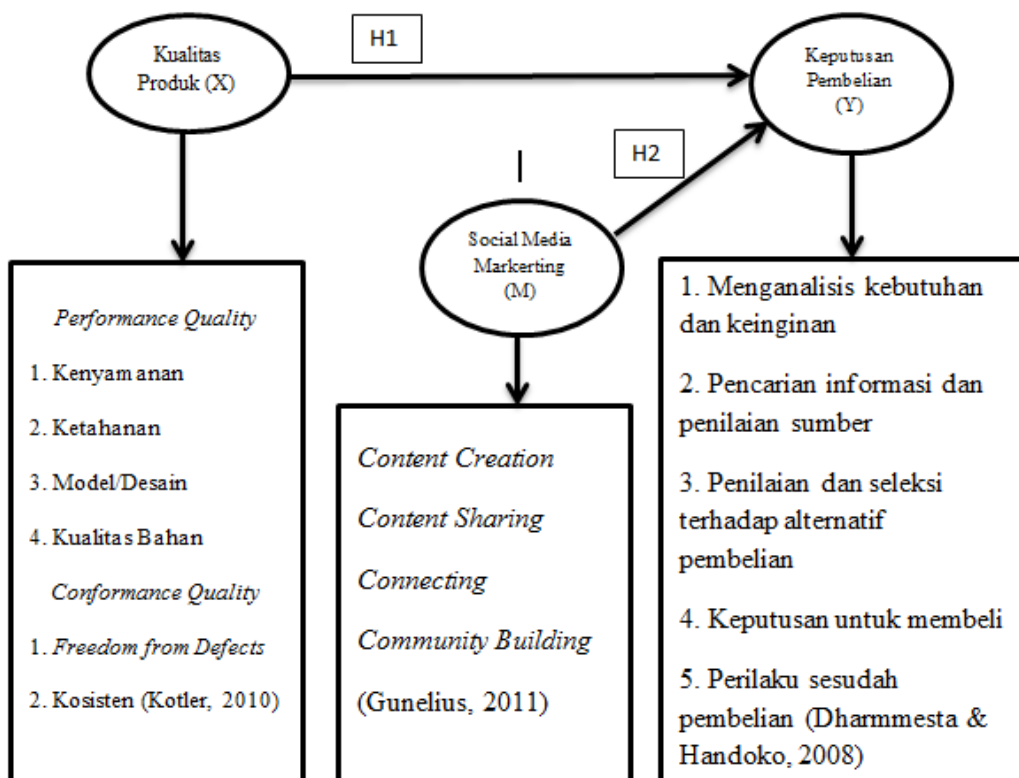 H1
Kualitas
Produk (X)
Keputusan
Pembelian
(Y)
H2
Social Media
Markerting
(M)
Performance Quality
1. Kenyamanan
2. Ketahanan
3. Model/Desain
4. Kualitas Bahan
Conformance Quality
1. Freedom from Defects
2. Kosisten (Kotler, 2010)
Content Creation
Content Sharing
Connecting
Community Building
(Gunelius, 2011)
1. Menganalisis kebutuhan
dan keinginan
2. Pencarian informasi dan
penilaian sumber
3. Penilaian dan seleksi
terhadap alternatif
pembelian
4. Keputusan untuk membeli
5. Perilaku sesudah
pembelian (Dharmmesta &
Handoko, 2008)